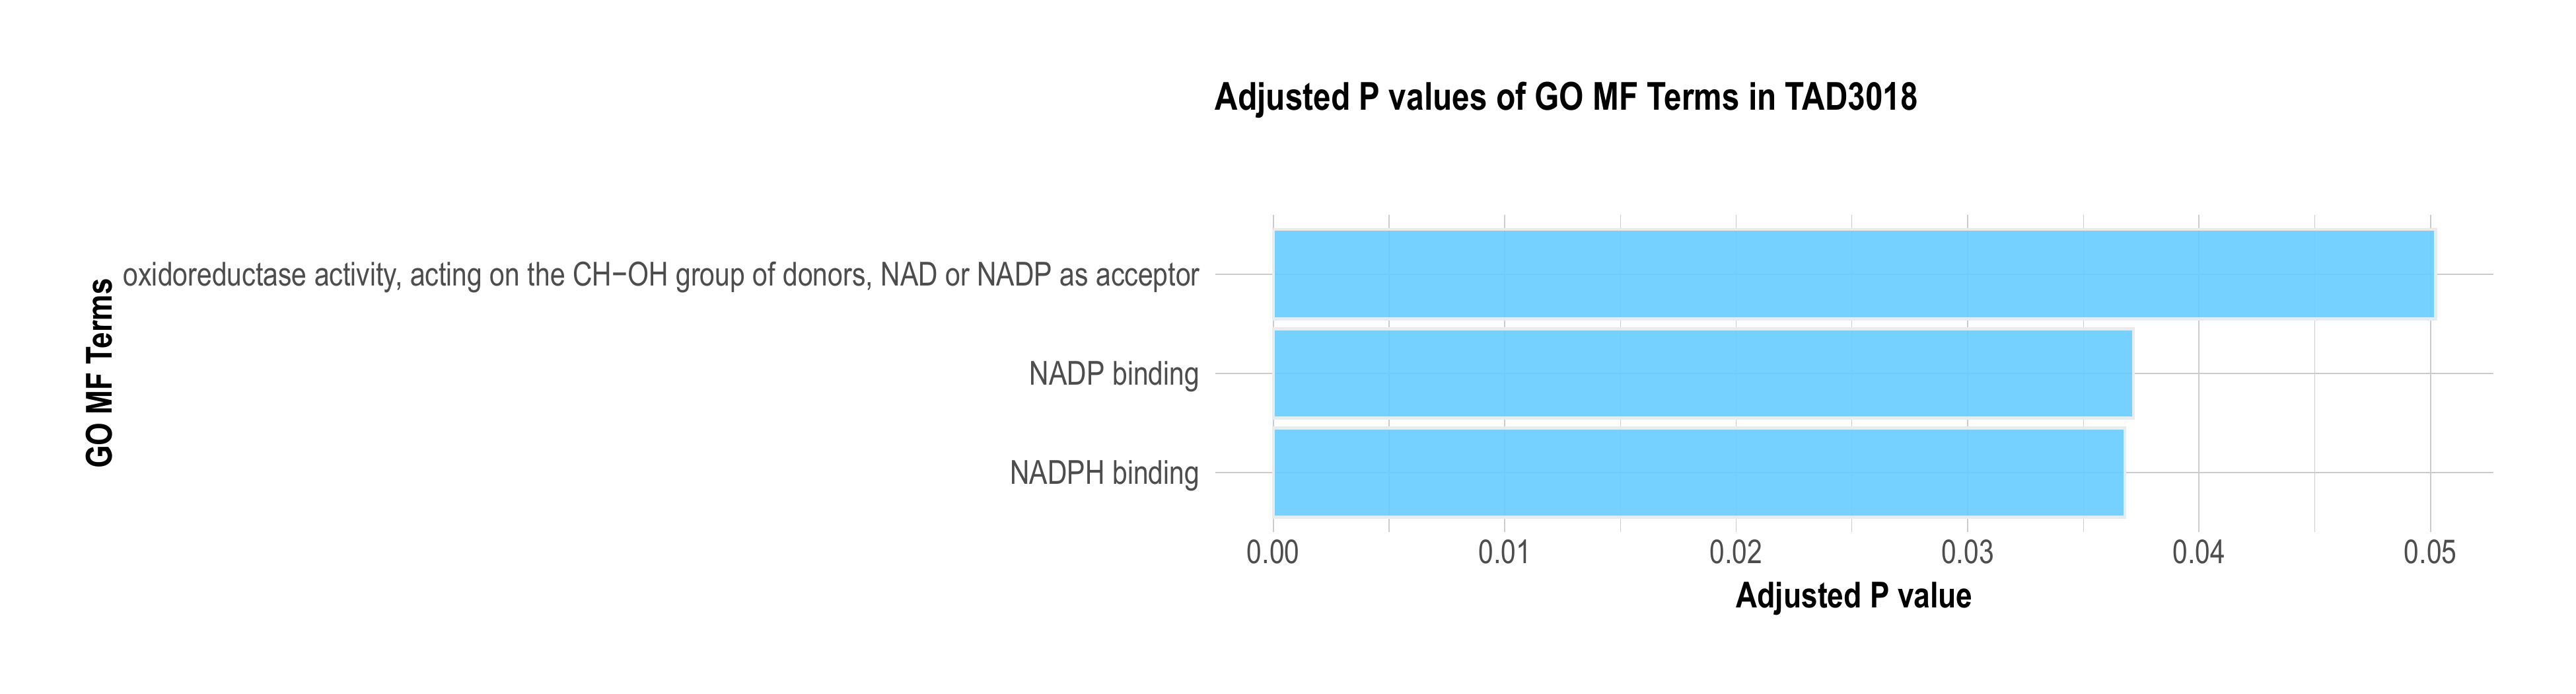 Adjusted P values of GO MF Terms in TAD3018
GO MF Terms
oxidoreductase activity, acting on the CH−OH group of donors, NAD or NADP as acceptor
NADP binding
NADPH binding
0.00 0.01 0.02 0.03 0.04 0.05
Adjusted P value